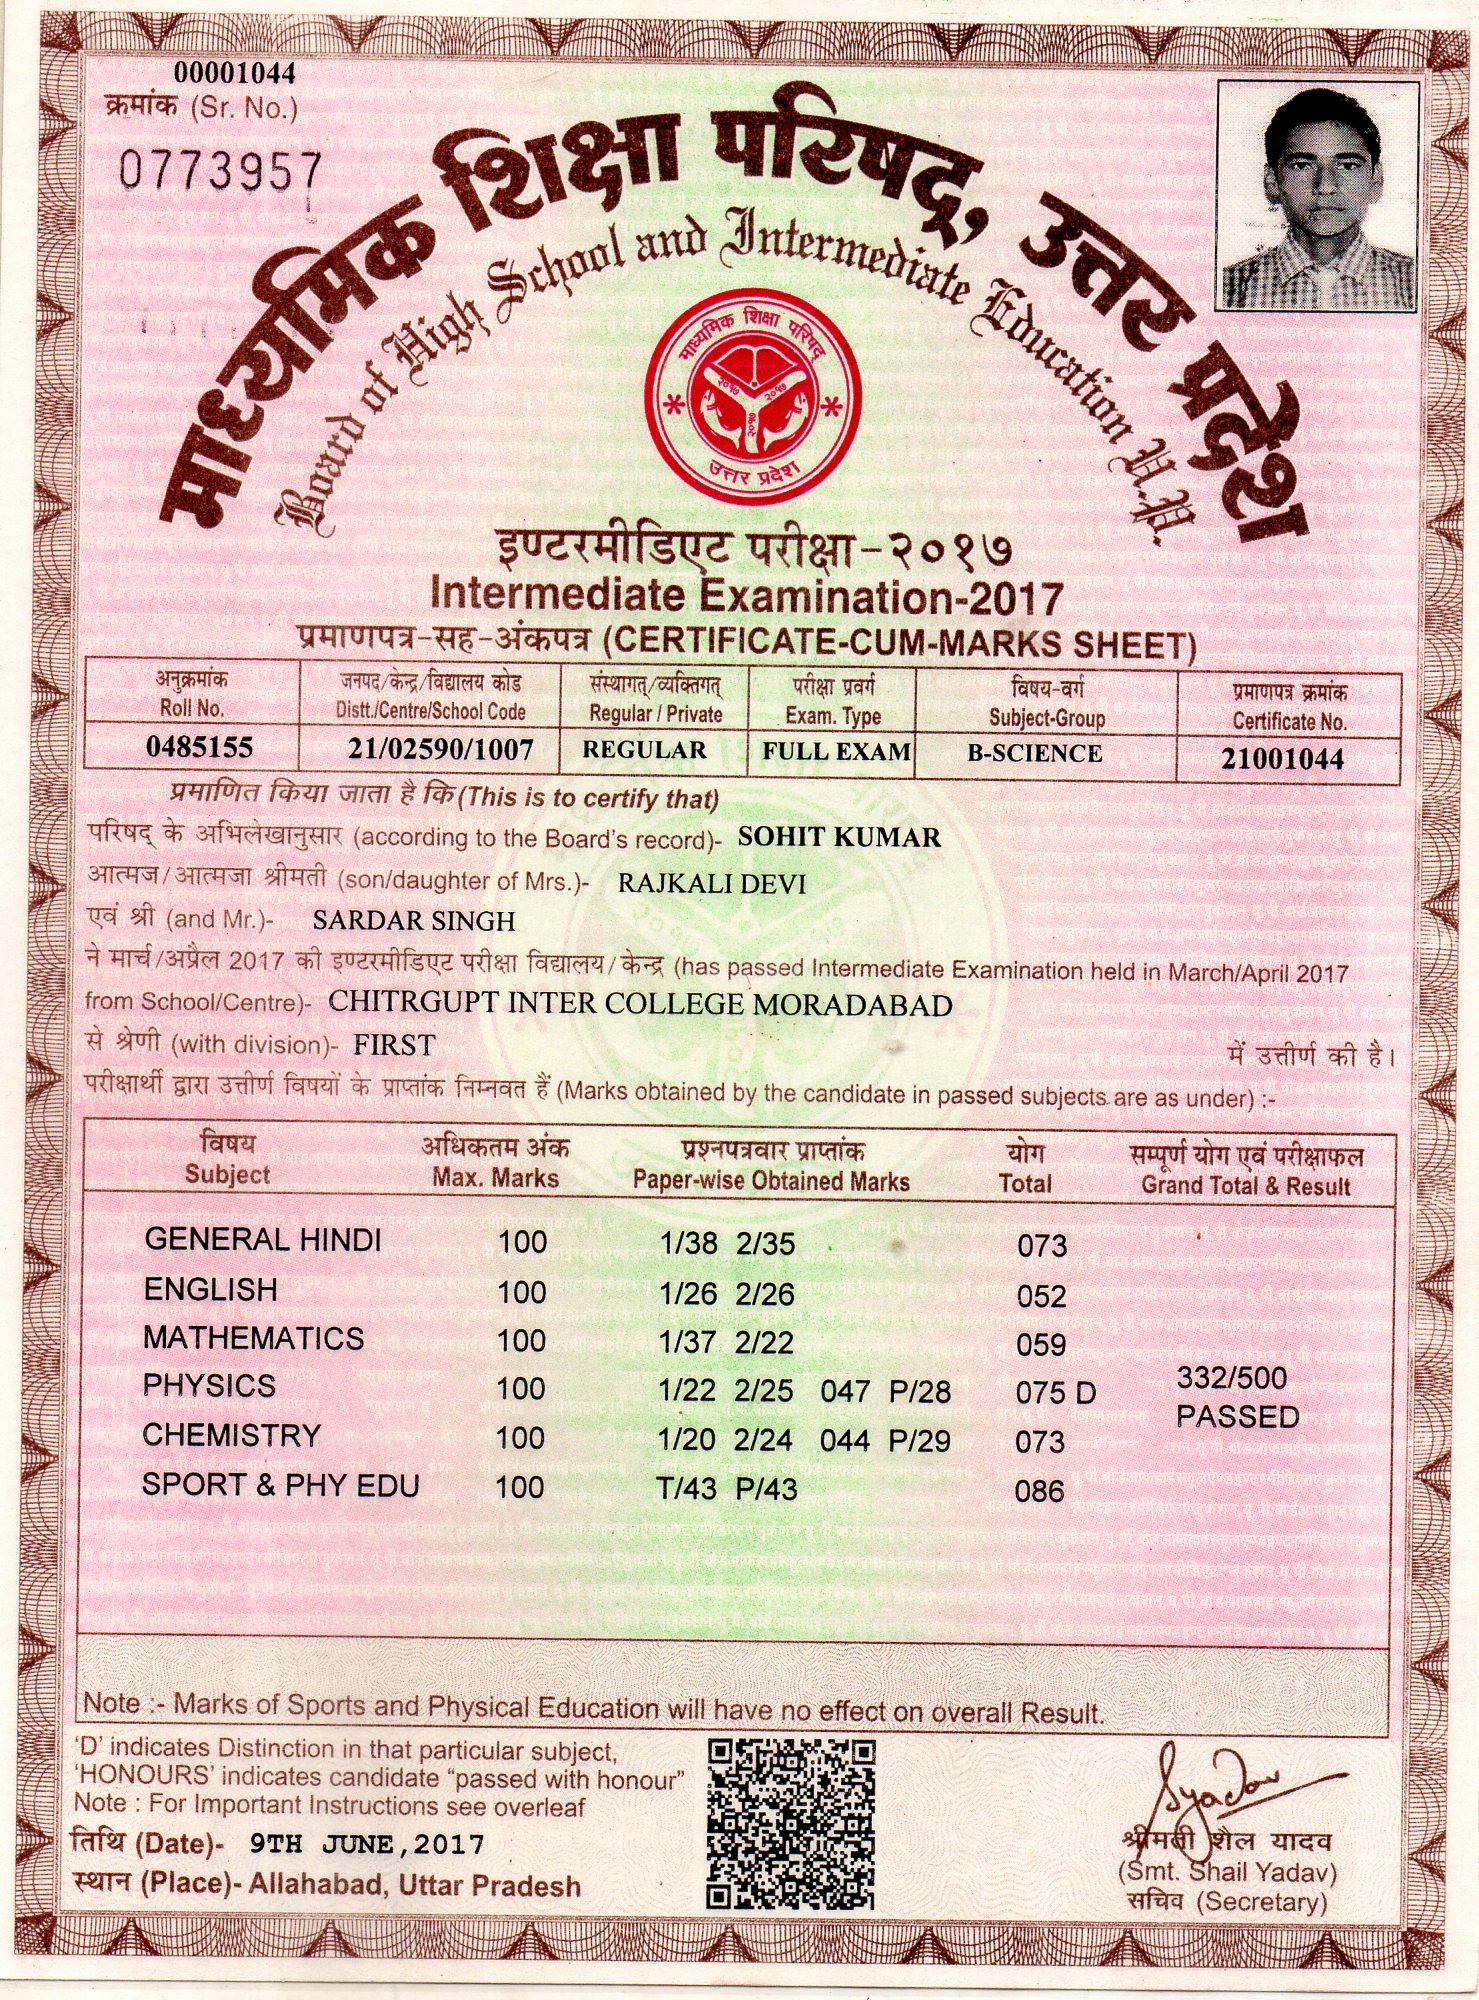 00001044
क्रमांक (Sr. No.)
0773957
माध्यमिक शिक्षा परिषद्, उत्तर प्रदेश
Board of High School and Intermediate Education U.P.
माध्यमिक शिक्षा परिषद्
२०१७ २०१७
२०१७
उत्तर प्रदेश
इण्टरमीडिएट परीक्षा-२०१७
Intermediate Examination-2017
प्रमाणपत्र-सह-अंकपत्र (CERTIFICATE-CUM-MARKS SHEET)
अनुक्रमांक जनपद/केन्द्र/विद्यालय कोड संस्थागत्/व्यक्तिगत् परीक्षा प्रवर्ग विषय-वर्ग प्रमाणपत्र क्रमांक
Roll No. Distt./Centre/School Code Regular / Private Exam. Type Subject-Group Certificate No.
0485155 21/02590/1007 REGULAR FULL EXAM B-SCIENCE 21001044
प्रमाणित किया जाता है कि (This is to certify that)
परिषद् के अभिलेखानुसार (according to the Board's record)- SOHIT KUMAR
आत्मज/आत्मजा श्रीमती (son/daughter of Mrs.)- RAJKALI DEVI
एवं श्री (and Mr.)- SARDAR SINGH
ने मार्च/अप्रैल 2017 की इण्टरमीडिएट परीक्षा विद्यालय/केन्द्र (has passed Intermediate Examination held in March/April 2017
from School/Centre)- CHITRGUPT INTER COLLEGE MORADABAD
से श्रेणी (with division)- FIRST में उत्तीर्ण की है।
परीक्षार्थी द्वारा उत्तीर्ण विषयों के प्राप्तांक निम्नवत हैं (Marks obtained by the candidate in passed subjects are as under) :-
विषय अधिकतम अंक प्रश्नपत्रवार प्राप्तांक योग सम्पूर्ण योग एवं परीक्षाफल
Subject Max. Marks Paper-wise Obtained Marks Total Grand Total & Result
GENERAL HINDI 100 1/38 2/35 073
ENGLISH 100 1/26 2/26 052
MATHEMATICS 100 1/37 2/22 059
PHYSICS 100 1/22 2/25 047 P/28 075 D 332/500
PASSED
CHEMISTRY 100 1/20 2/24 044 P/29 073
SPORT & PHY EDU 100 T/43 P/43 086
Note :- Marks of Sports and Physical Education will have no effect on overall Result.
'D' indicates Distinction in that particular subject,
'HONOURS' indicates candidate "passed with honour"
Note : For Important Instructions see overleaf
तिथि (Date)- 9TH JUNE,2017
स्थान (Place)- Allahabad, Uttar Pradesh
Syadav
श्रीमती शैल यादव
(Smt. Shail Yadav)
सचिव (Secretary)